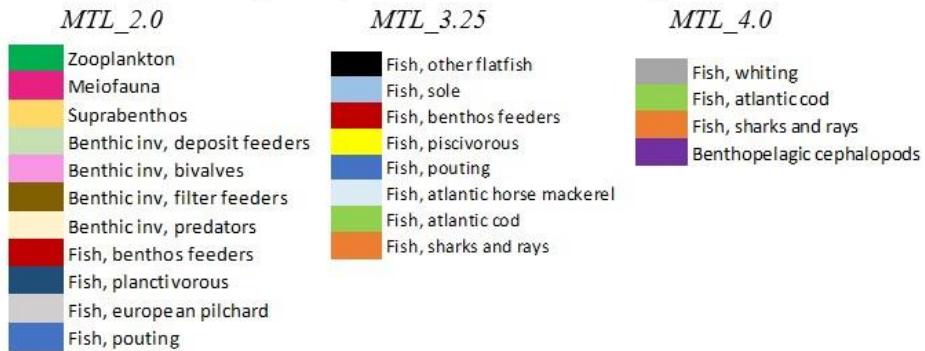 MTL_2.0
Zooplankton
Meiofauna
Suprabenthos
Benthic inv, deposit feeders
Benthic inv, bivalves
Benthic inv, filter feeders
Benthic inv, predators
Fish, benthos feeders
Fish, planctivorous
Fish, european pilchard
Fish, pouting
MTL_3.25
Fish, other flatfish
Fish, sole
Fish, benthos feeders
Fish, piscivorous
Fish, pouting
Fish, atlantic horse mackerel
Fish, atlantic cod
Fish, sharks and rays
MTL_4.0
Fish, whiting
Fish, atlantic cod
Fish, sharks and rays
Benthopelagic cephalopods